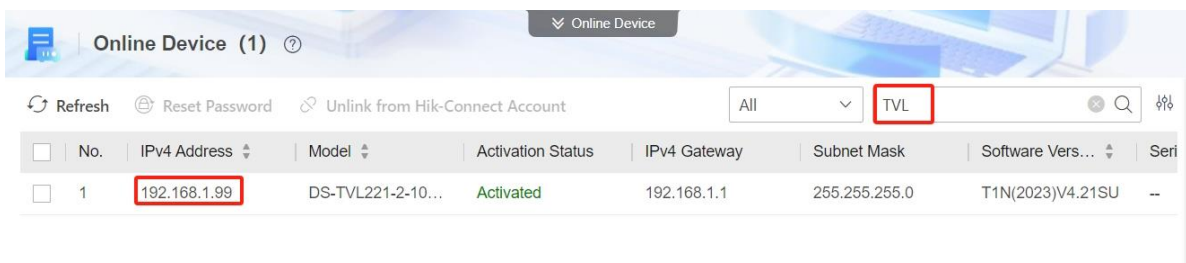 Online Device
Online Device (1)
Refresh Reset Password Unlink from Hik-Connect Account All TVL
No. IPv4 Address Model Activation Status IPv4 Gateway Subnet Mask Software Vers... Seri
1 192.168.1.99 DS-TVL221-2-10... Activated 192.168.1.1 255.255.255.0 T1N(2023)V4.21SU --